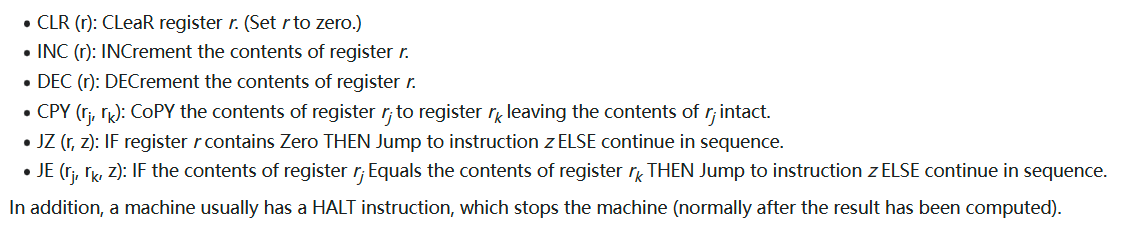 • CLR (r): CLeaR register r. (Set r to zero.)
• INC (r): INCrement the contents of register r.
• DEC (r): DECrement the contents of register r.
• CPY (rj, rk): CoPY the contents of register rj to register rk leaving the contents of rj intact.
• JZ (r, z): IF register r contains Zero THEN Jump to instruction z ELSE continue in sequence.
• JE (rj, rk, z): IF the contents of register rj Equals the contents of register rk THEN Jump to instruction z ELSE continue in sequence.
In addition, a machine usually has a HALT instruction, which stops the machine (normally after the result has been computed).